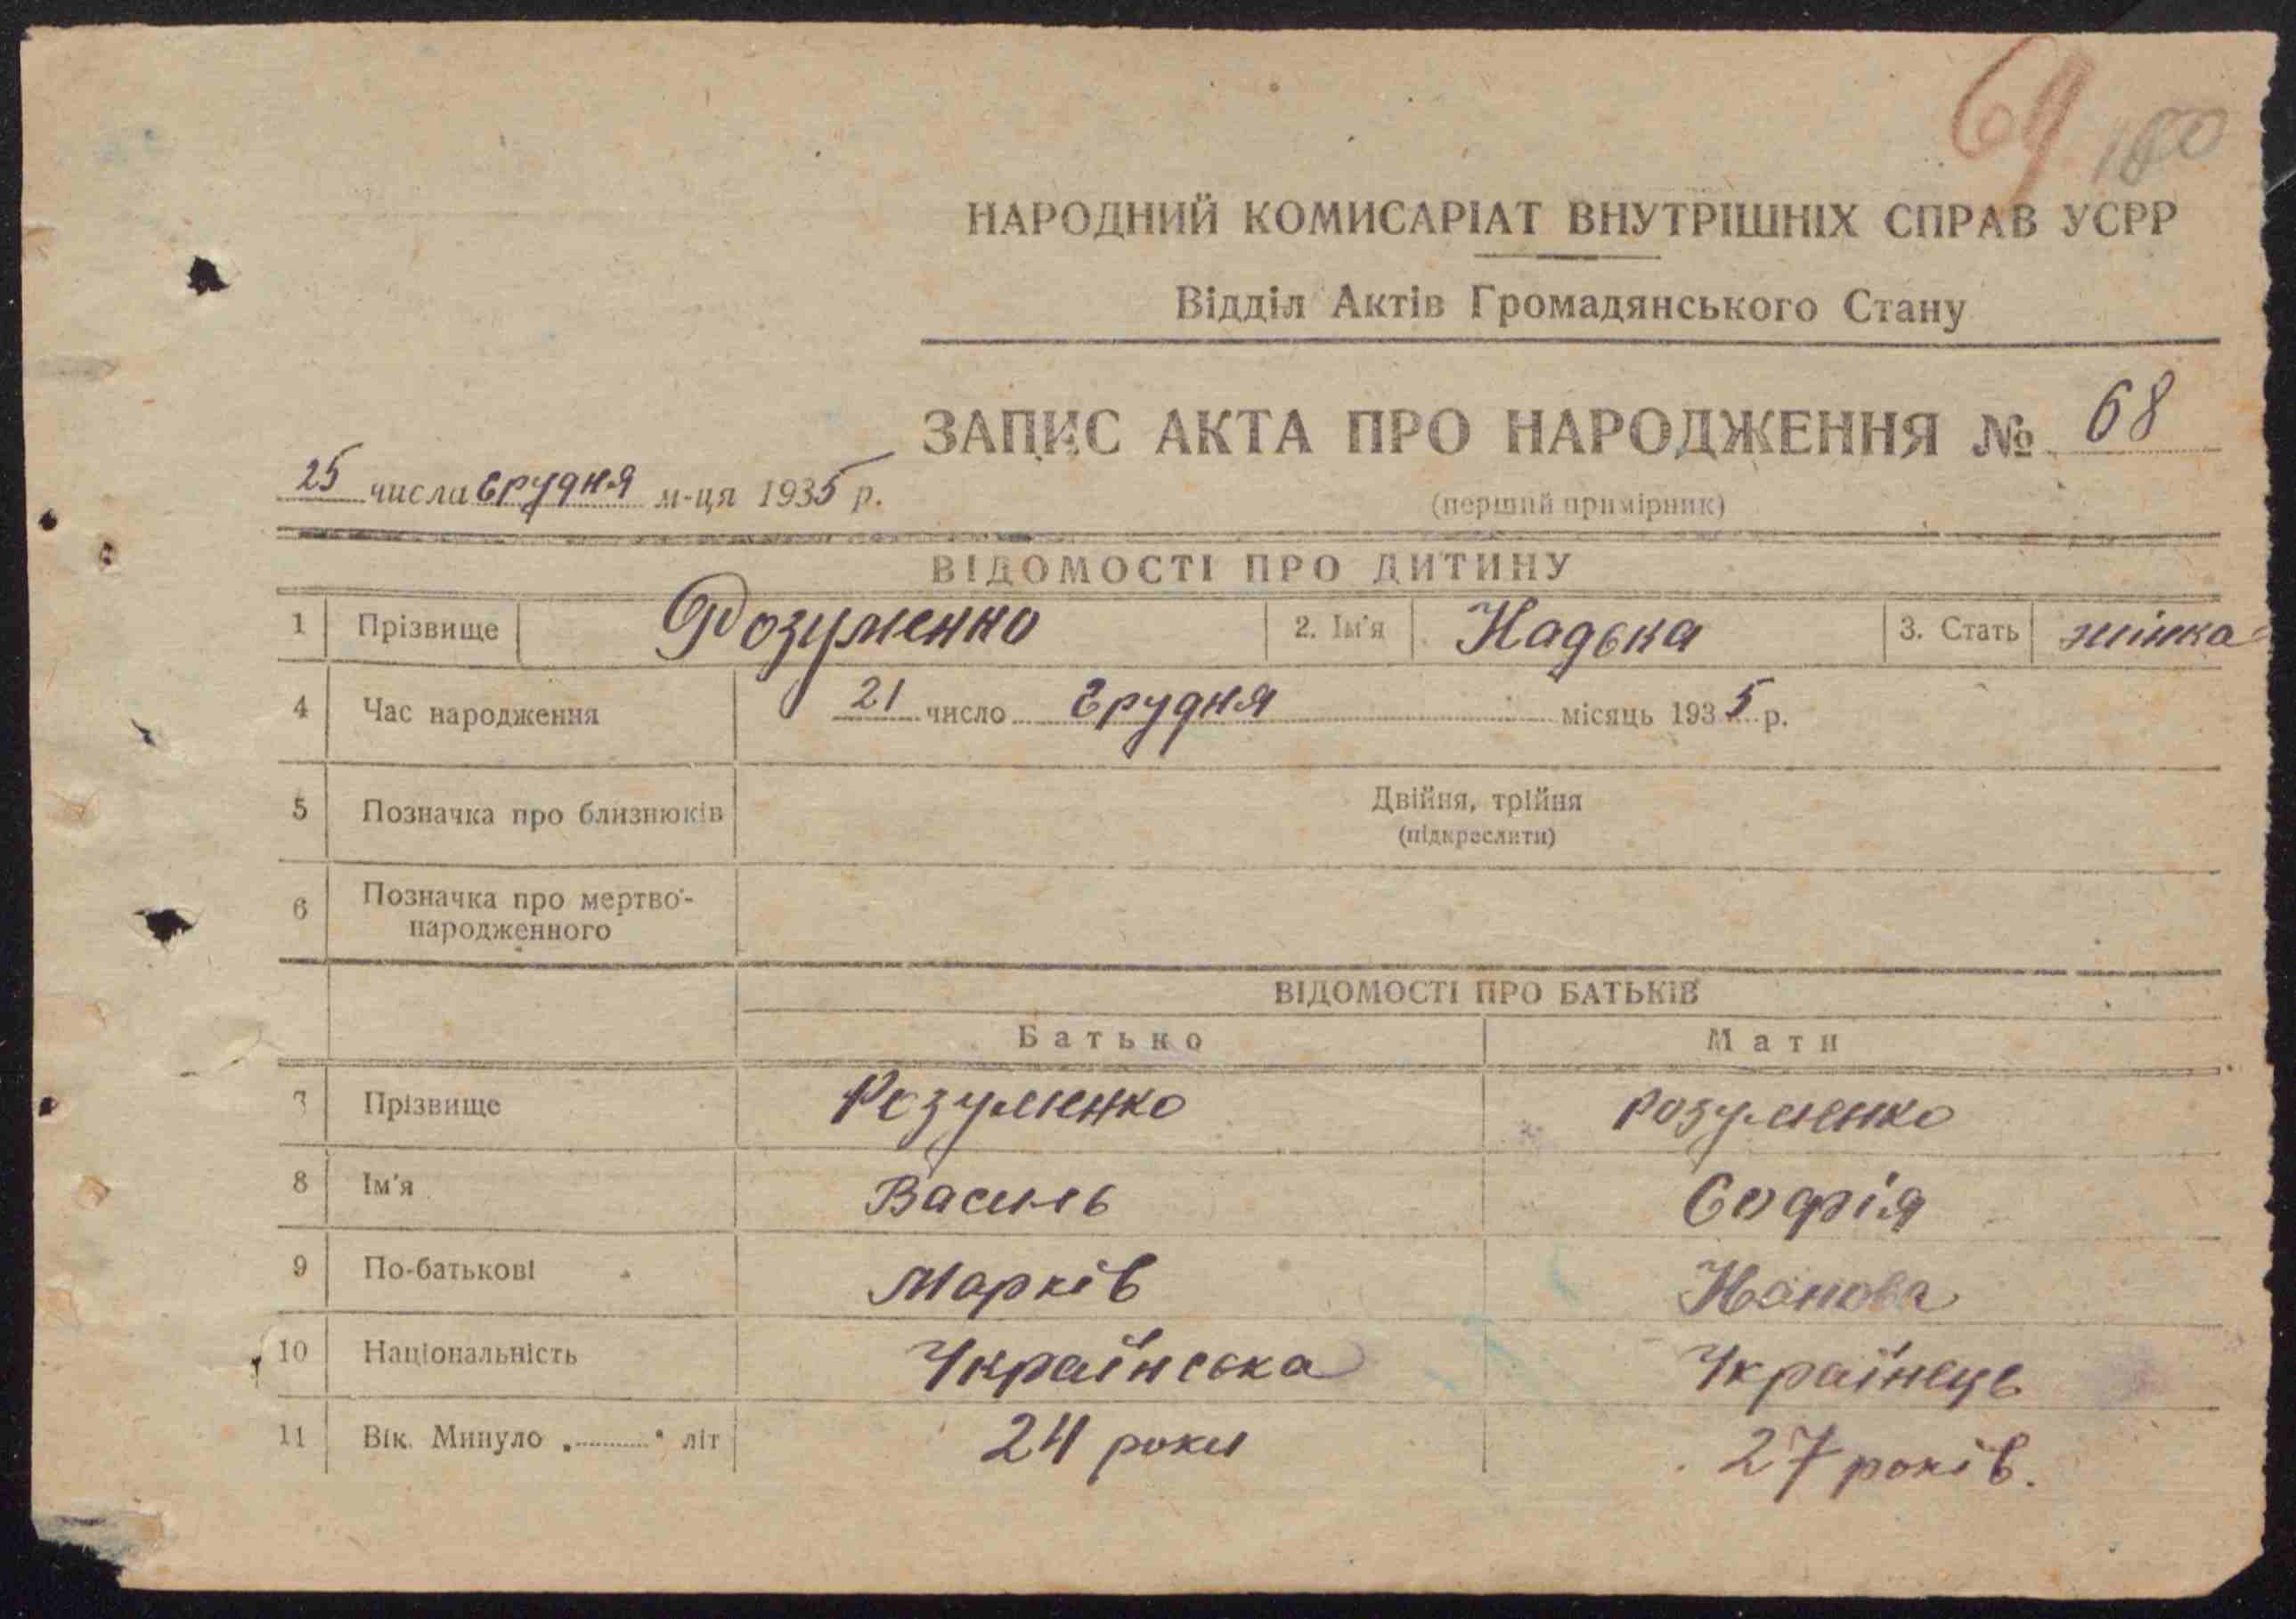 69 100
НАРОДНИЙ КОМИСАРІАТ ВНУТРІШНІХ СПРАВ УСРР
Відділ Актів Громадянського Стану
ЗАПИС АКТА ПРО НАРОДЖЕННЯ № 68
25 числа грудня м-ця 1935 р.
(перший примірник)
ВІДОМОСТІ ПРО ДИТИНУ
1 Прізвище Розуменко 2. Ім'я Надька 3. Стать жінка
4 Час народження 21 число Грудня місяць 1935 р.
5 Позначка про близнюків Двійня, трійня
(підкреслити)
6 Позначка про мертво-
народженного
ВІДОМОСТІ ПРО БАТЬКІВ
Батько Мати
7 Прізвище Розуменко Розуменко
8 Ім'я Василь Софія
9 По-батькові Марків
10 Національність Українська Українець
11 Вік. Минуло „ “ літ 24 роки 27 років.